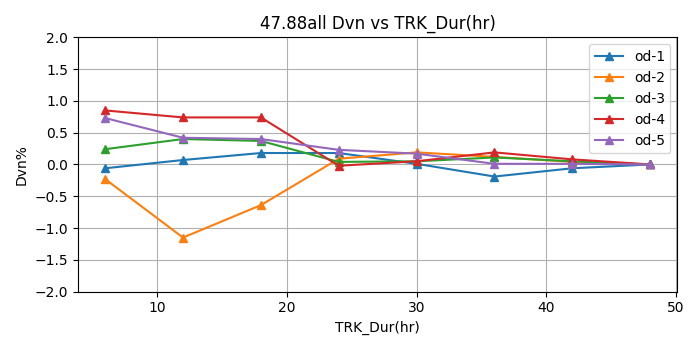 47.88all Dvn vs TRK_Dur(hr)
2.0
1.5
1.0
0.5
0.0
−0.5
−1.0
−1.5
−2.0
Dvn%
od-1
od-2
od-3
od-4
od-5
10
20
30
40
50
TRK_Dur(hr)